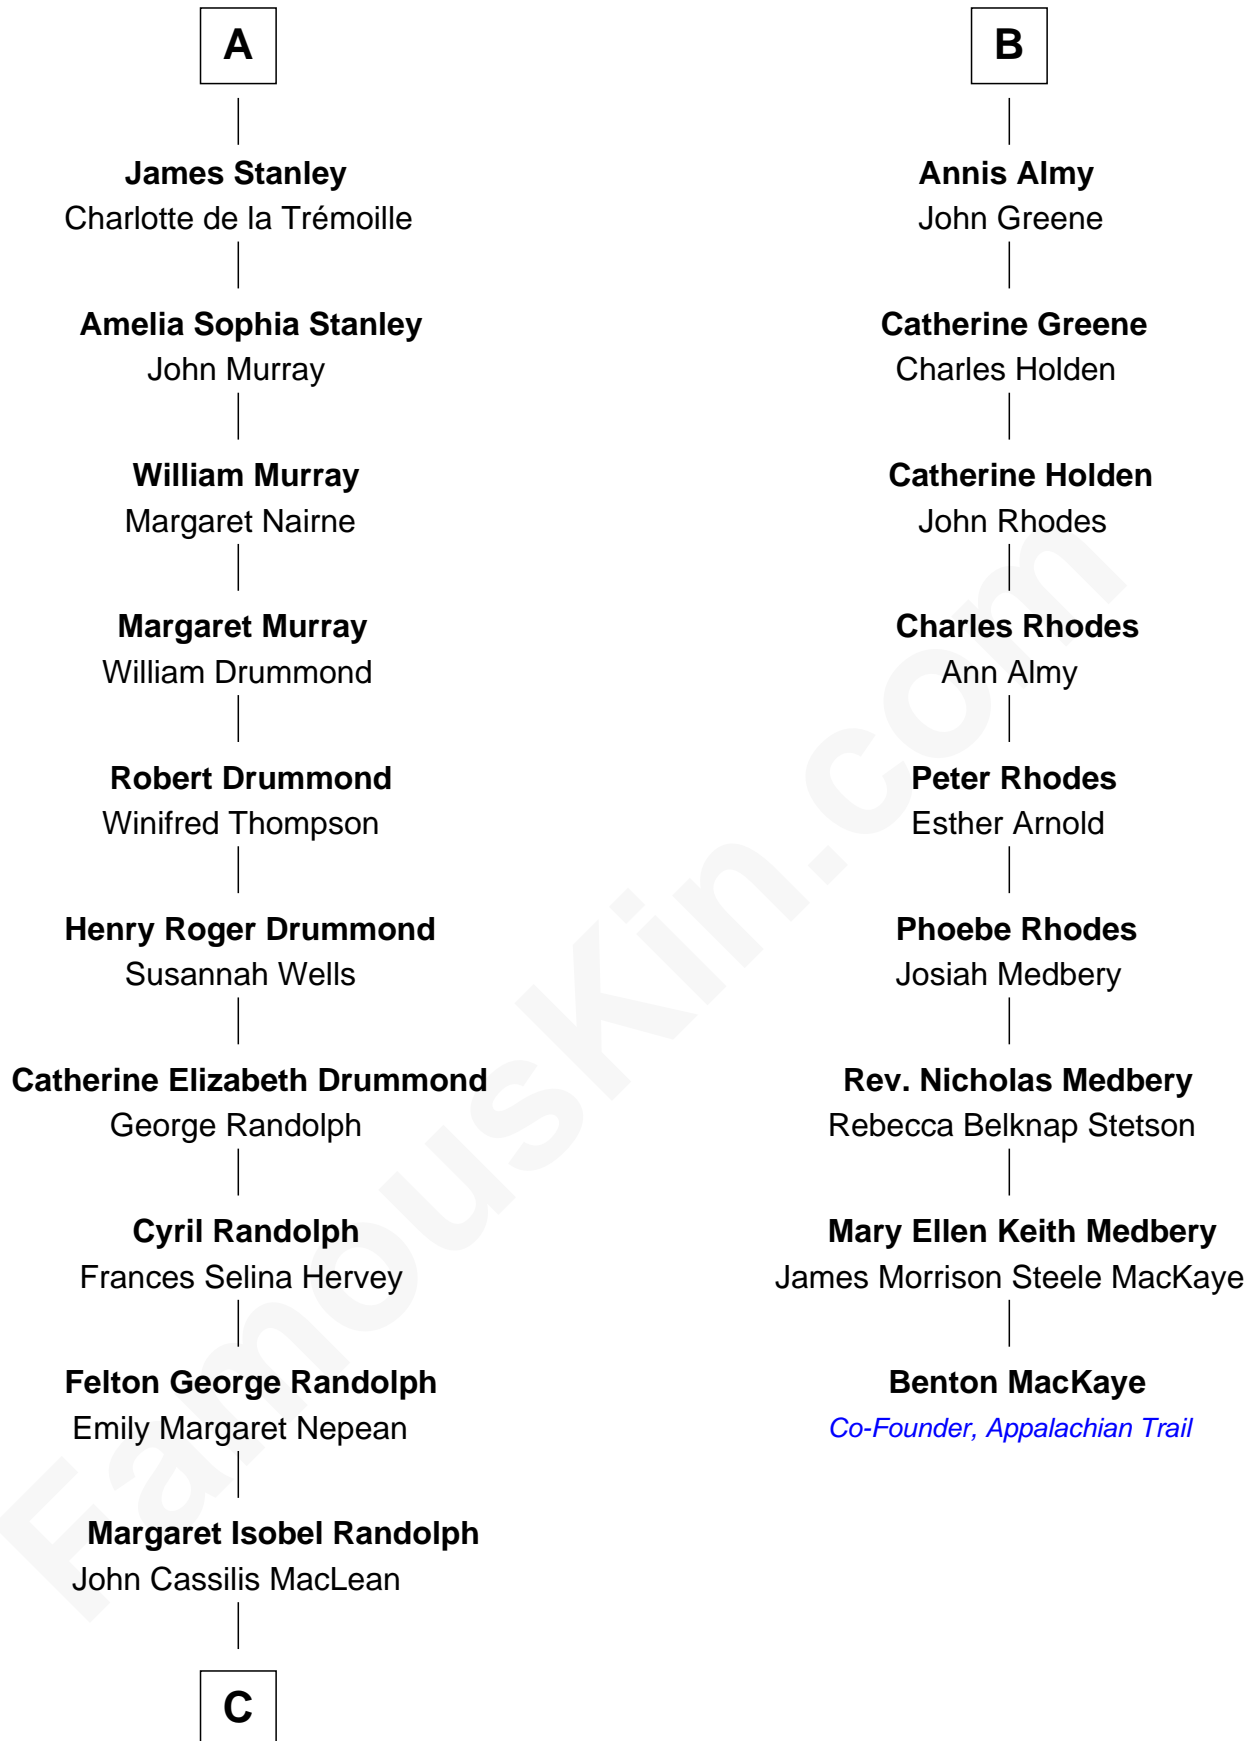 A
James Stanley
Charlotte de la Trémoille
Amelia Sophia Stanley
John Murray
William Murray
Margaret Nairne
Margaret Murray
William Drummond
Robert Drummond
Winifred Thompson
Henry Roger Drummond
Susannah Wells
Catherine Elizabeth Drummond
George Randolph
Cyril Randolph
Frances Selina Hervey
Felton George Randolph
Emily Margaret Nepean
Margaret Isobel Randolph
John Cassilis MacLean
C
B
Annis Almy
John Greene
Catherine Greene
Charles Holden
Catherine Holden
John Rhodes
Charles Rhodes
Ann Almy
Peter Rhodes
Esther Arnold
Phoebe Rhodes
Josiah Medbery
Rev. Nicholas Medbery
Rebecca Belknap Stetson
Mary Ellen Keith Medbery
James Morrison Steele MacKaye
Benton MacKaye
Co-Founder, Appalachian Trail
FamousKin.com